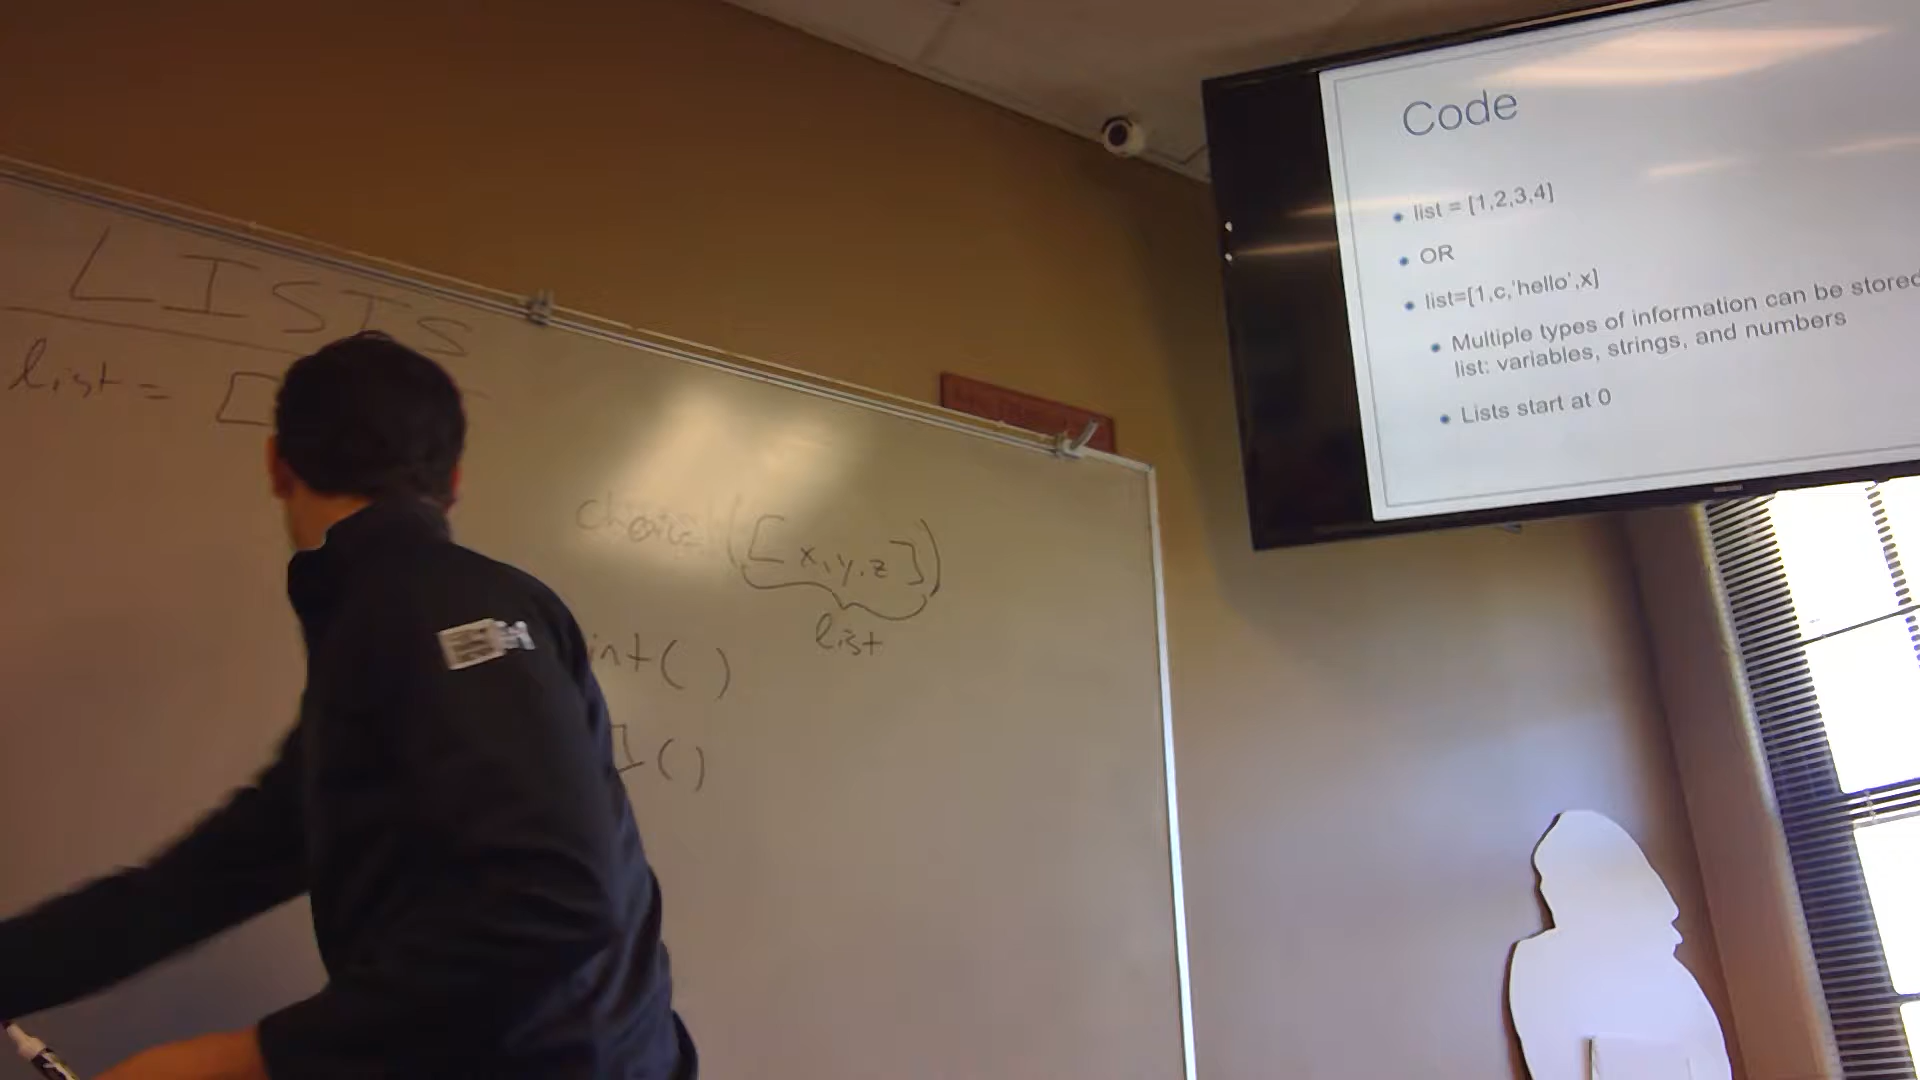 LISTS
list = [
choice([x,y,z])
list
int( )
I( )
Code
• list = [1,2,3,4]
• OR
• list=[1,c,'hello',x]
• Multiple types of information can be stored
list: variables, strings, and numbers
• Lists start at 0